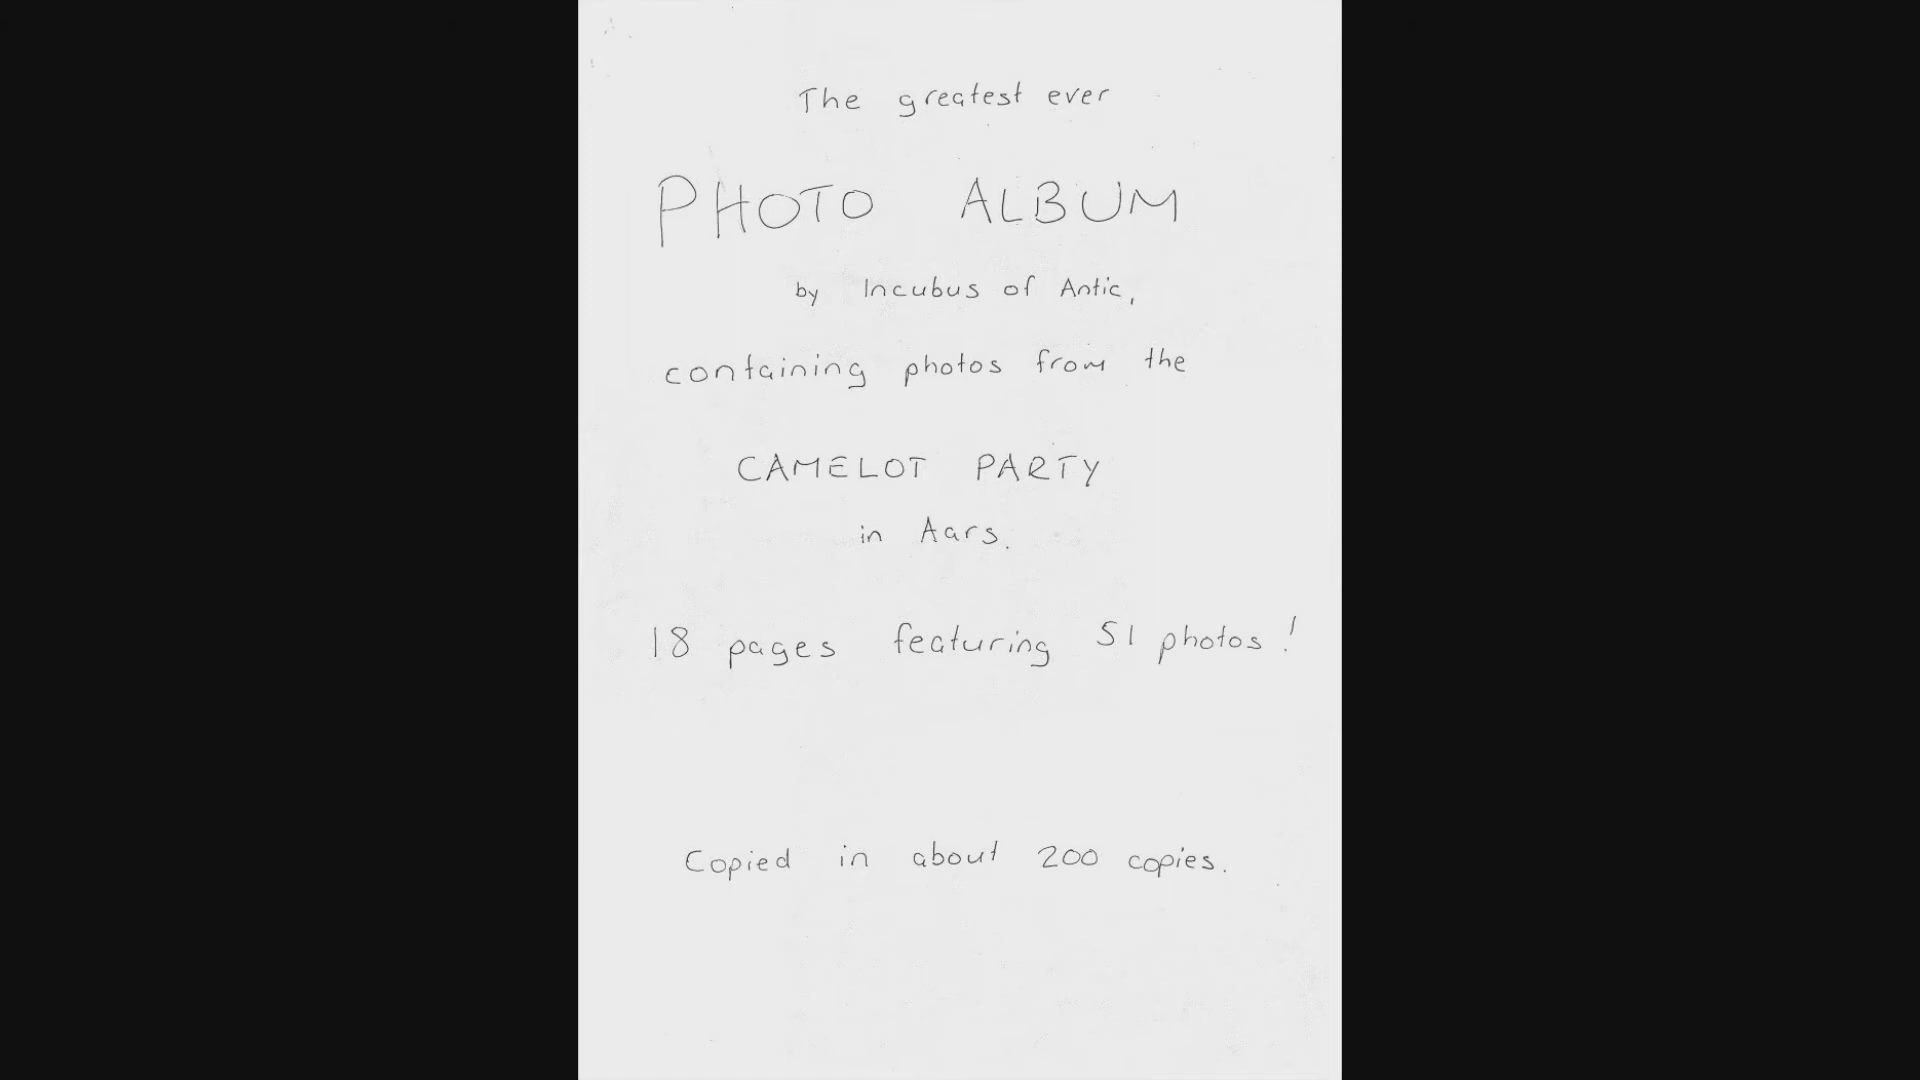 The greatest ever
PHOTO ALBUM
by Incubus of Antic,
containing photos from the
CAMELOT PARTY
in Aars.
18 pages featuring 51 photos!
Copied in about 200 copies.